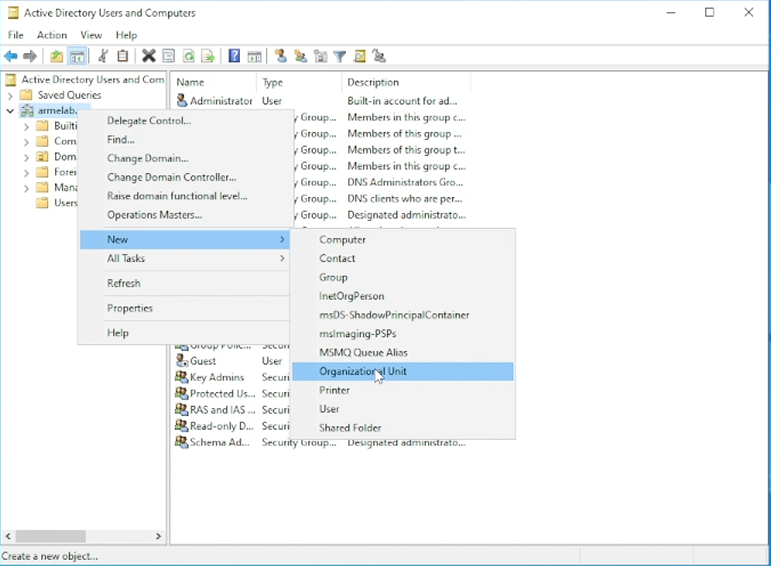 Active Directory Users and Computers
File Action View Help
Active Directory Users and Com
Saved Queries
armelab.
Builti
Com
Dom
Forei
Mana
Users
Name Type Description
Administrator User Built-in account for ad...
y Group... Members in this group c...
y Group... Members of this group ...
y Group... Members of this group t...
y Group... Members in this group c...
y Group... DNS Administrators Gro...
y Group... DNS clients who are per...
y Group... Designated administrato...
Group Polic... Securi
Guest User
Key Admins Securi
Protected Us... Securi
RAS and IAS ... Securi
Read-only D... Securi
Schema Ad... Security Group... Designated administrato...
Delegate Control...
Find...
Change Domain...
Change Domain Controller...
Raise domain functional level...
Operations Masters...
New
All Tasks
Refresh
Properties
Help
Computer
Contact
Group
InetOrgPerson
msDS-ShadowPrincipalContainer
msImaging-PSPs
MSMQ Queue Alias
Organizational Unit
Printer
User
Shared Folder
Create a new object...